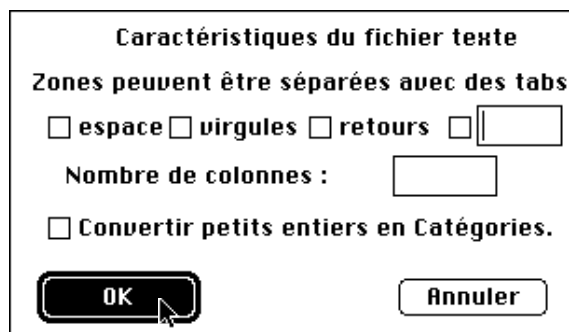 Caractéristiques du fichier texte
Zones peuvent être séparées avec des tabs
espace virgules retours
Nombre de colonnes :
Convertir petits entiers en Catégories.
OK Annuler